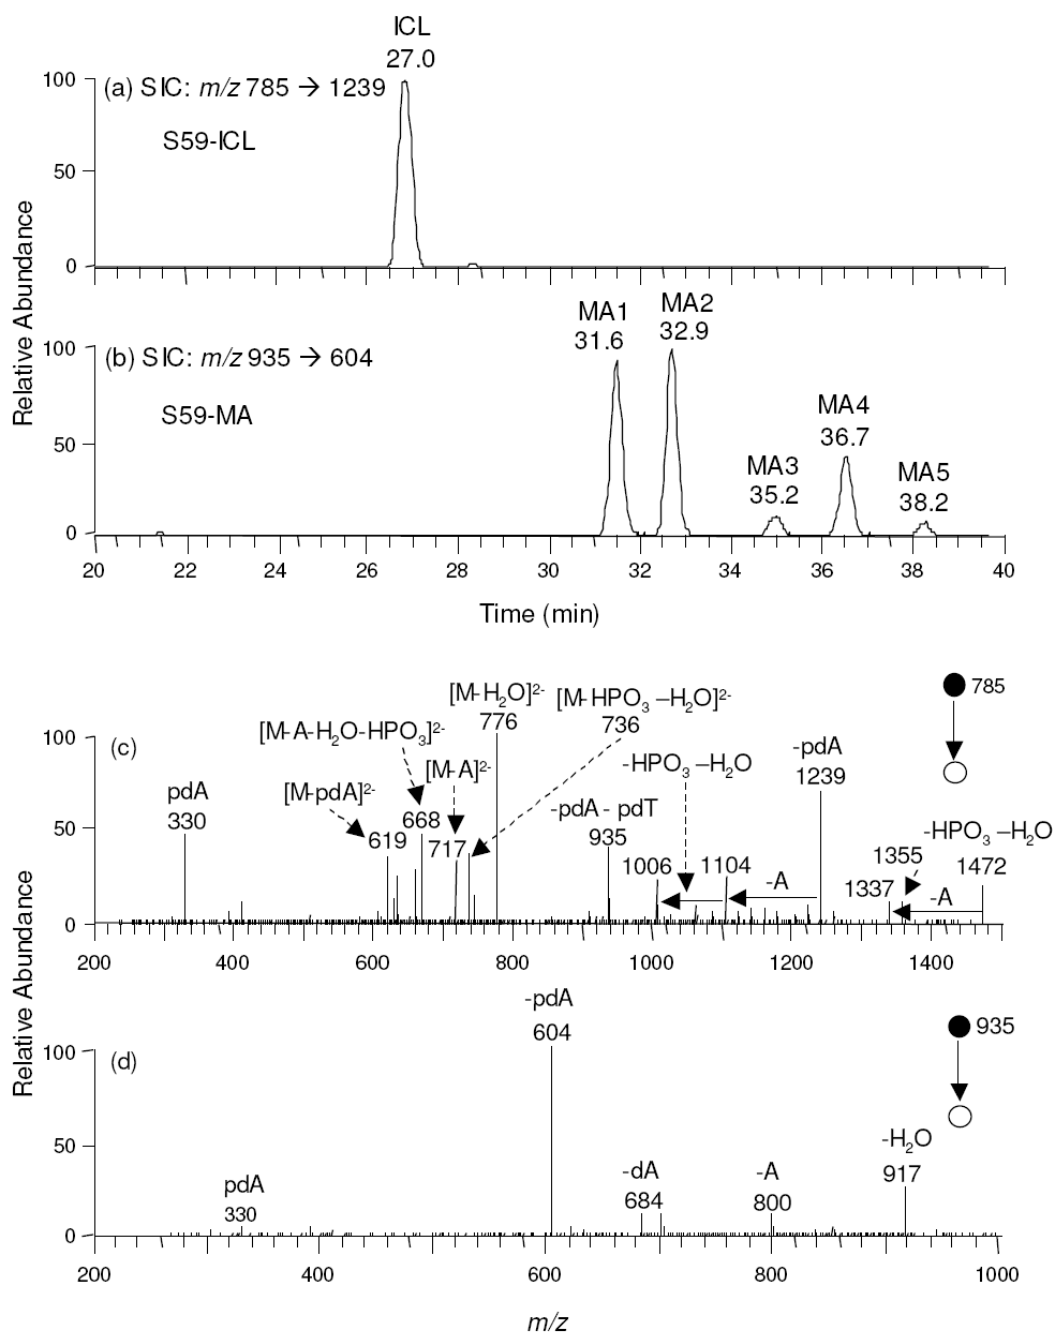 ICL
27.0
100
(a) SIC: m/z 785 → 1239
S59-ICL
50
0
Relative Abundance
MA1
31.6
MA2
32.9
100
(b) SIC: m/z 935 → 604
S59-MA
MA4
36.7
50
MA3
35.2
MA5
38.2
0
20 22 24 26 28 30 32 34 36 38 40
Time (min)
[M-H2O]2-
776
[M-HPO3 –H2O]2-
736
785
[M-A-H2O-HPO3]2-
100
(c)
-pdA
1239
[M-A]2-
-HPO3 –H2O
[M-pdA]2-
pdA
330
-pdA - pdT
935
668
-HPO3 –H2O
50
619
717
1355
1472
1006
1104
-A
1337
-A
0
200 400 600 800 1000 1200 1400
Relative Abundance
-pdA
604
935
100
(d)
50
-H2O
917
pdA
330
-dA
684
-A
800
0
200 400 600 800 1000
m/z